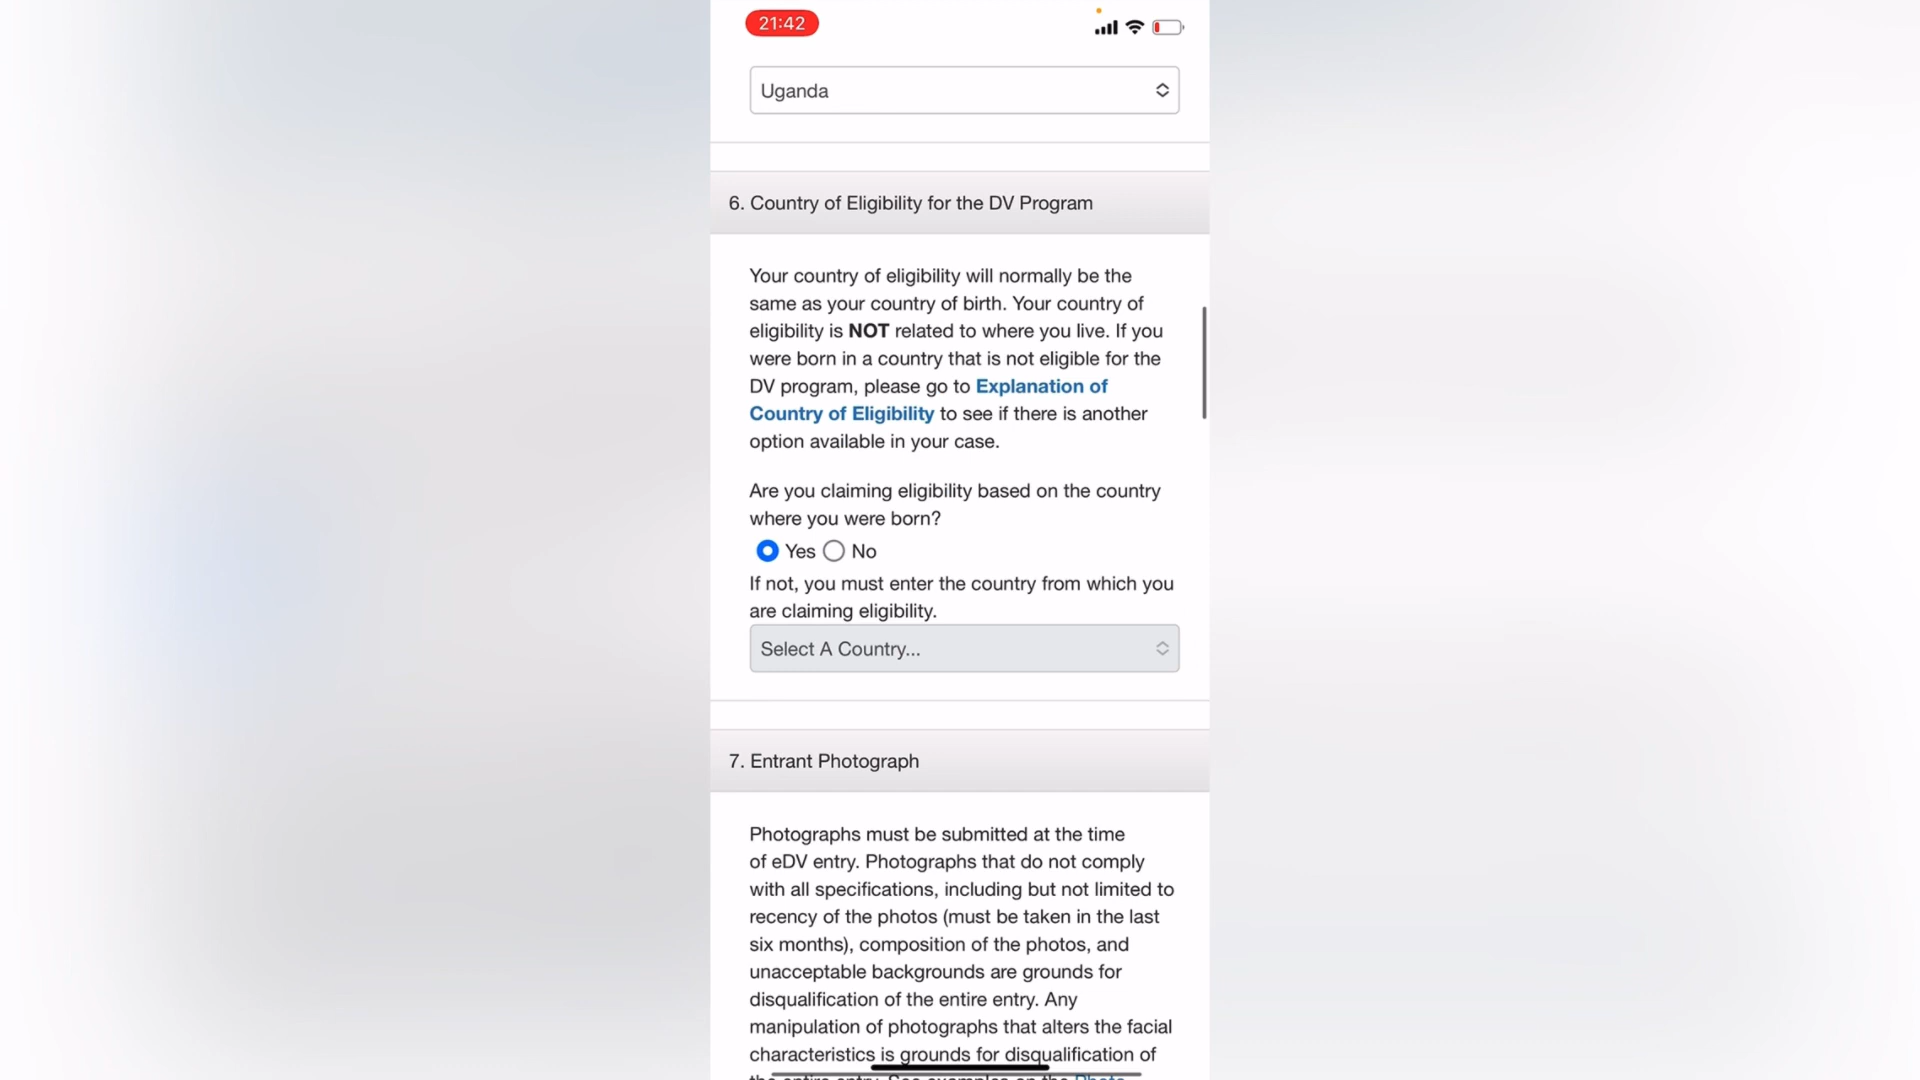 21:42
Uganda
6. Country of Eligibility for the DV Program
Your country of eligibility will normally be the
same as your country of birth. Your country of
eligibility is NOT related to where you live. If you
were born in a country that is not eligible for the
DV program, please go to Explanation of
Country of Eligibility to see if there is another
option available in your case.
Are you claiming eligibility based on the country
where you were born?
Yes No
If not, you must enter the country from which you
are claiming eligibility.
Select A Country...
7. Entrant Photograph
Photographs must be submitted at the time
of eDV entry. Photographs that do not comply
with all specifications, including but not limited to
recency of the photos (must be taken in the last
six months), composition of the photos, and
unacceptable backgrounds are grounds for
disqualification of the entire entry. Any
manipulation of photographs that alters the facial
characteristics is grounds for disqualification of
the entire entry. See examples on the Photo